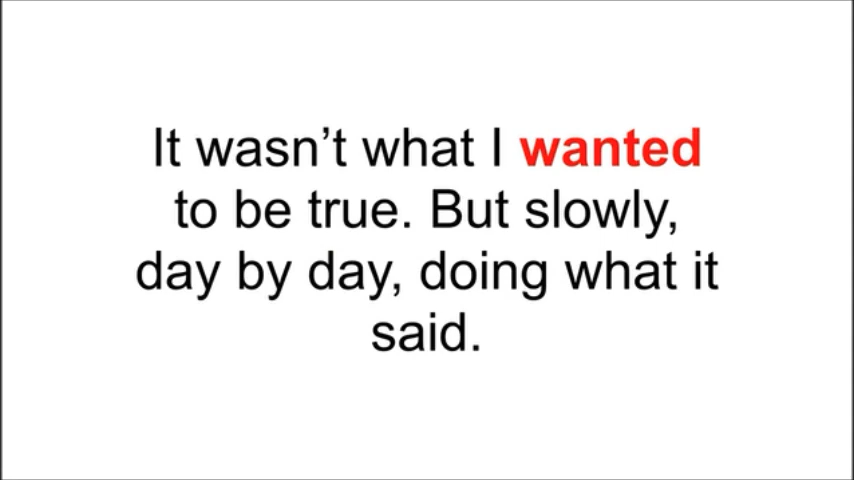 It wasn’t what I wanted
to be true. But slowly,
day by day, doing what it
said.